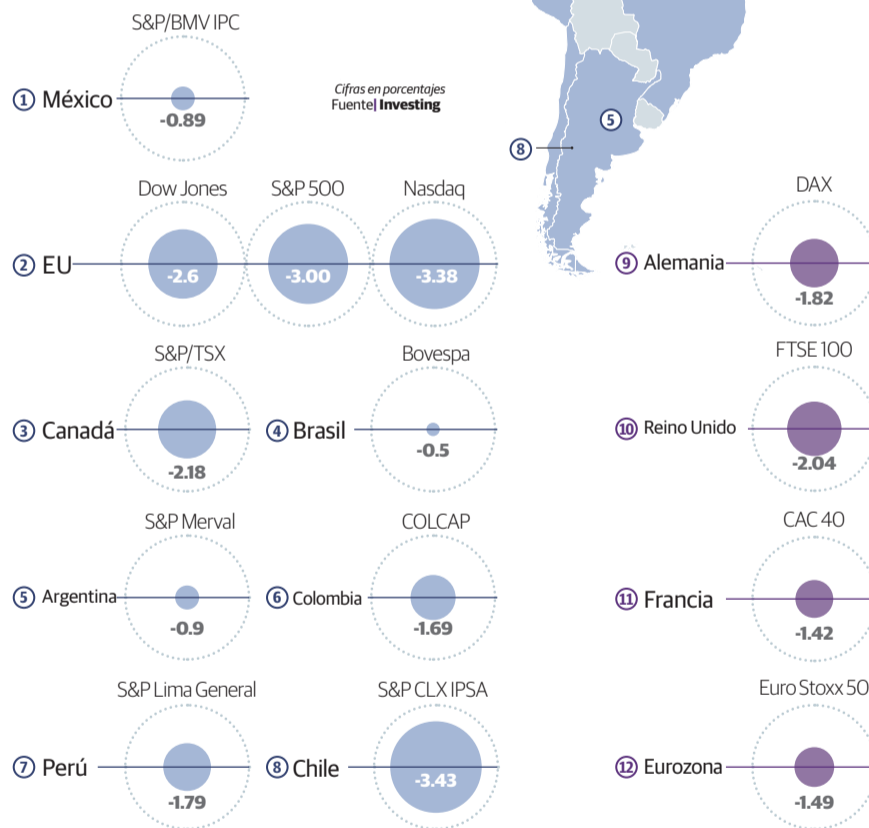 S&P/BMV IPC
1 México
-0.89
Cifras en porcentajes
Fuente| Investing
5
8
Dow Jones
S&P 500
Nasdaq
2 EU
-2.6
-3.00
-3.38
DAX
9 Alemania
-1.82
S&P/TSX
3 Canadá
-2.18
Bovespa
4 Brasil
-0.5
FTSE 100
10 Reino Unido
-2.04
S&P Merval
5 Argentina
-0.9
COLCAP
6 Colombia
-1.69
CAC 40
11 Francia
-1.42
S&P Lima General
7 Perú
-1.79
S&P CLX IPSA
8 Chile
-3.43
Euro Stoxx 50
12 Eurozona
-1.49